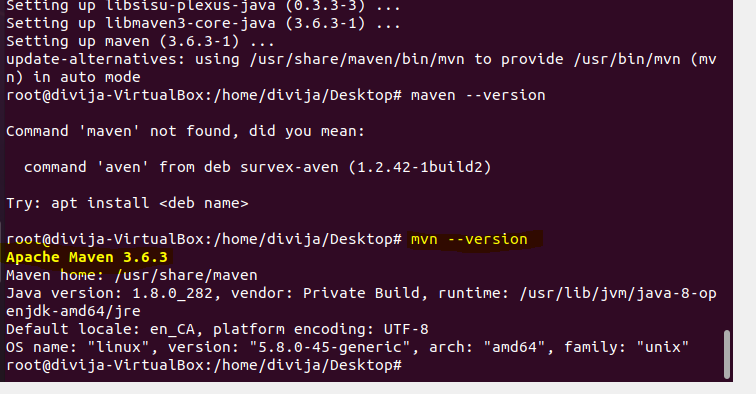 Setting up libsisu-plexus-java (0.3.3-3) ...
Setting up libmaven3-core-java (3.6.3-1) ...
Setting up maven (3.6.3-1) ...
update-alternatives: using /usr/share/maven/bin/mvn to provide /usr/bin/mvn (mv
n) in auto mode
root@divija-VirtualBox:/home/divija/Desktop# maven --version
Command 'maven' not found, did you mean:
command 'aven' from deb survex-aven (1.2.42-1build2)
Try: apt install <deb name>
root@divija-VirtualBox:/home/divija/Desktop# mvn --version
Apache Maven 3.6.3
Maven home: /usr/share/maven
Java version: 1.8.0_282, vendor: Private Build, runtime: /usr/lib/jvm/java-8-op
enjdk-amd64/jre
Default locale: en_CA, platform encoding: UTF-8
OS name: "linux", version: "5.8.0-45-generic", arch: "amd64", family: "unix"
root@divija-VirtualBox:/home/divija/Desktop#